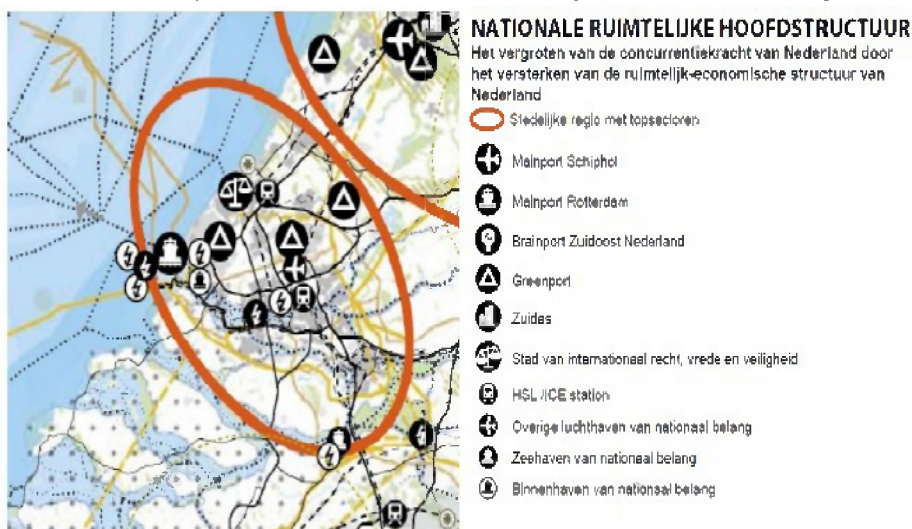 NATIONALE RUIMTELIJKE HOOFDSTRUCTUUR
Het vergroten van de concurrentiekracht van Nederland door
het versterken van de ruimtelijk-economische structuur van
Nederland
Stedelijke regio met topsectoren
Mainport Schiphol
Mainport Rotterdam
Brainport Zuidoost Nederland
Greenport
Zuidas
Stad van internationaal recht, vrede en veiligheid
HSL /ICE station
Overige luchthaven van nationaal belang
Zeehaven van nationaal belang
Binnenhaven van nationaal belang